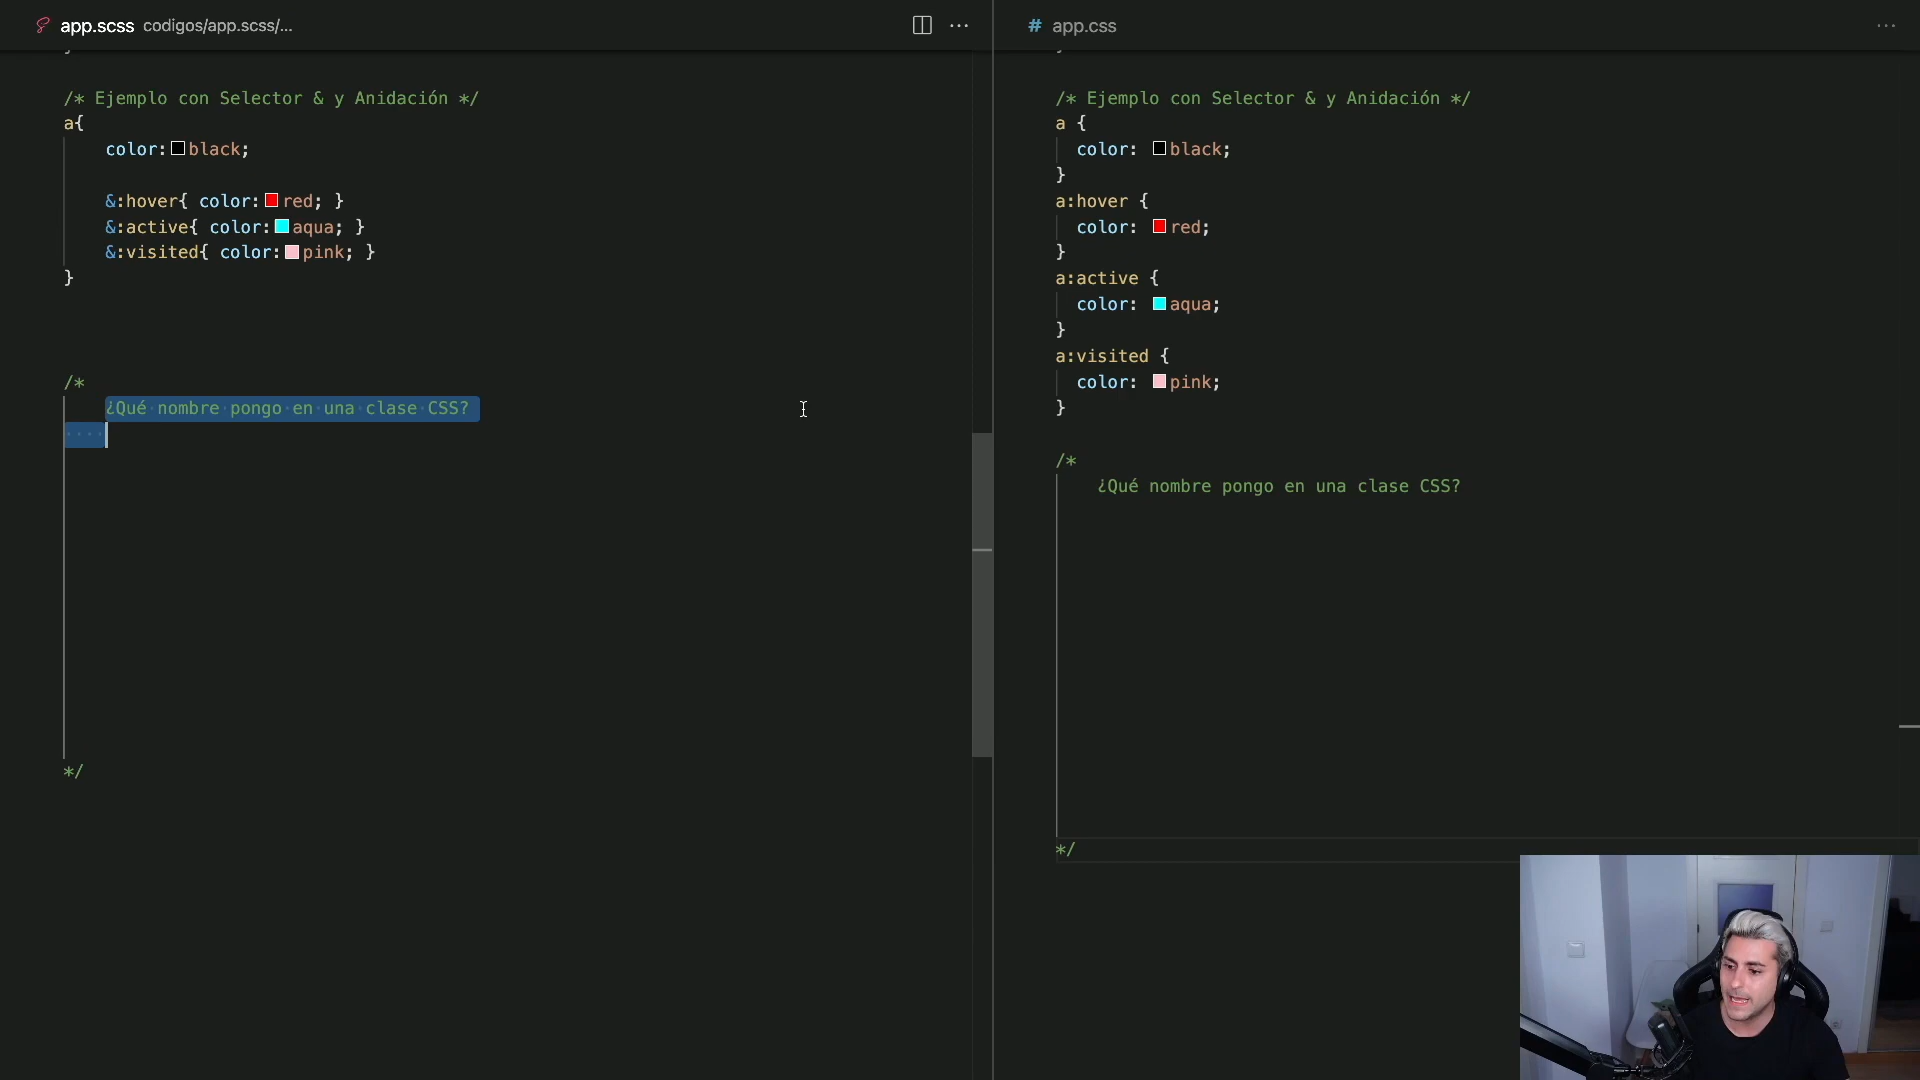 app.scss codigos/app.scss/...
/* Ejemplo con Selector & y Anidación */
a{
color: black;
&:hover{ color: red; }
&:active{ color: aqua; }
&:visited{ color: pink; }
}
/*
¿Qué nombre pongo en una clase CSS?
*/
# app.css
/* Ejemplo con Selector & y Anidación */
a {
color: black;
}
a:hover {
color: red;
}
a:active {
color: aqua;
}
a:visited {
color: pink;
}
/*
¿Qué nombre pongo en una clase CSS?
*/